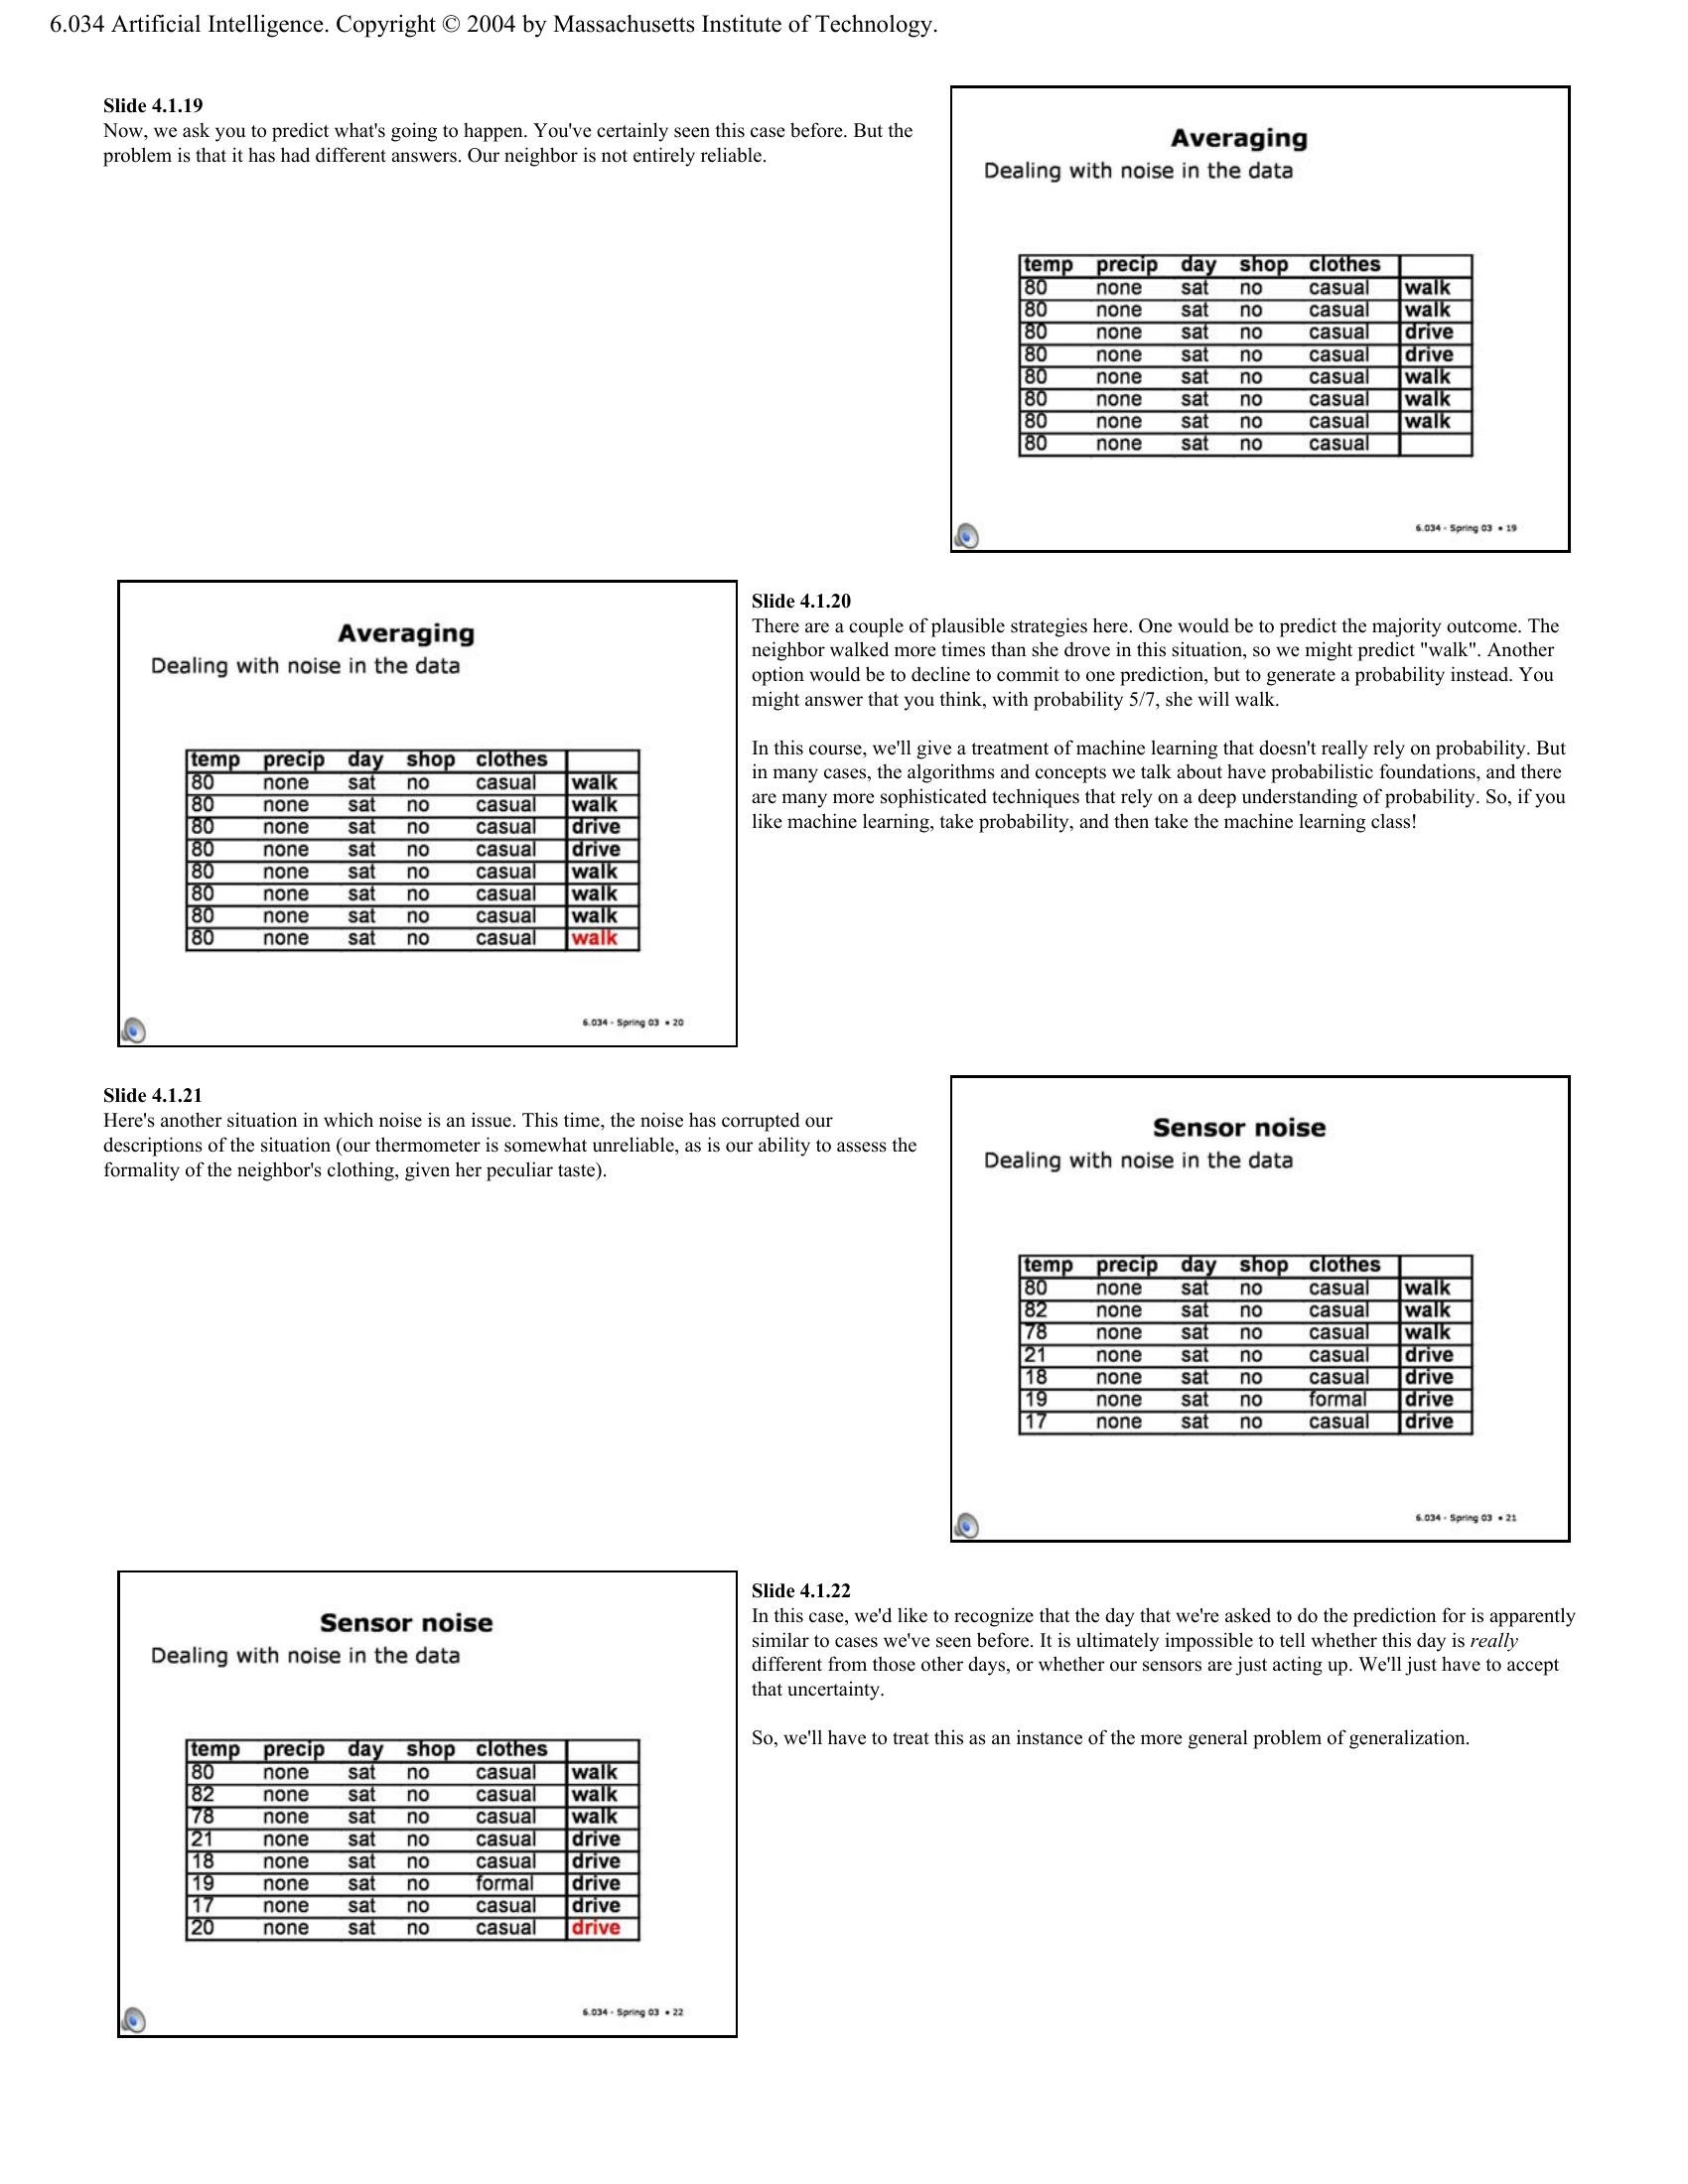 6.034 Artificial Intelligence. Copyright © 2004 by Massachusetts Institute of Technology.
Slide 4.1.19
Now, we ask you to predict what's going to happen. You've certainly seen this case before. But the
problem is that it has had different answers. Our neighbor is not entirely reliable.
Averaging
Dealing with noise in the data
temp precip day shop clothes
80 none sat no casual walk
80 none sat no casual walk
80 none sat no casual drive
80 none sat no casual drive
80 none sat no casual walk
80 none sat no casual walk
80 none sat no casual walk
80 none sat no casual
6.034 - Spring 03 • 19
Averaging
Dealing with noise in the data
temp precip day shop clothes
80 none sat no casual walk
80 none sat no casual walk
80 none sat no casual drive
80 none sat no casual drive
80 none sat no casual walk
80 none sat no casual walk
80 none sat no casual walk
80 none sat no casual walk
6.034 - Spring 03 • 20
Slide 4.1.20
There are a couple of plausible strategies here. One would be to predict the majority outcome. The
neighbor walked more times than she drove in this situation, so we might predict "walk". Another
option would be to decline to commit to one prediction, but to generate a probability instead. You
might answer that you think, with probability 5/7, she will walk.
In this course, we'll give a treatment of machine learning that doesn't really rely on probability. But
in many cases, the algorithms and concepts we talk about have probabilistic foundations, and there
are many more sophisticated techniques that rely on a deep understanding of probability. So, if you
like machine learning, take probability, and then take the machine learning class!
Slide 4.1.21
Here's another situation in which noise is an issue. This time, the noise has corrupted our
descriptions of the situation (our thermometer is somewhat unreliable, as is our ability to assess the
formality of the neighbor's clothing, given her peculiar taste).
Sensor noise
Dealing with noise in the data
temp precip day shop clothes
80 none sat no casual walk
82 none sat no casual walk
78 none sat no casual walk
21 none sat no casual drive
18 none sat no casual drive
19 none sat no formal drive
17 none sat no casual drive
6.034 - Spring 03 • 21
Sensor noise
Dealing with noise in the data
temp precip day shop clothes
80 none sat no casual walk
82 none sat no casual walk
78 none sat no casual walk
21 none sat no casual drive
18 none sat no casual drive
19 none sat no formal drive
17 none sat no casual drive
20 none sat no casual drive
6.034 - Spring 03 • 22
Slide 4.1.22
In this case, we'd like to recognize that the day that we're asked to do the prediction for is apparently
similar to cases we've seen before. It is ultimately impossible to tell whether this day is really
different from those other days, or whether our sensors are just acting up. We'll just have to accept
that uncertainty.
So, we'll have to treat this as an instance of the more general problem of generalization.